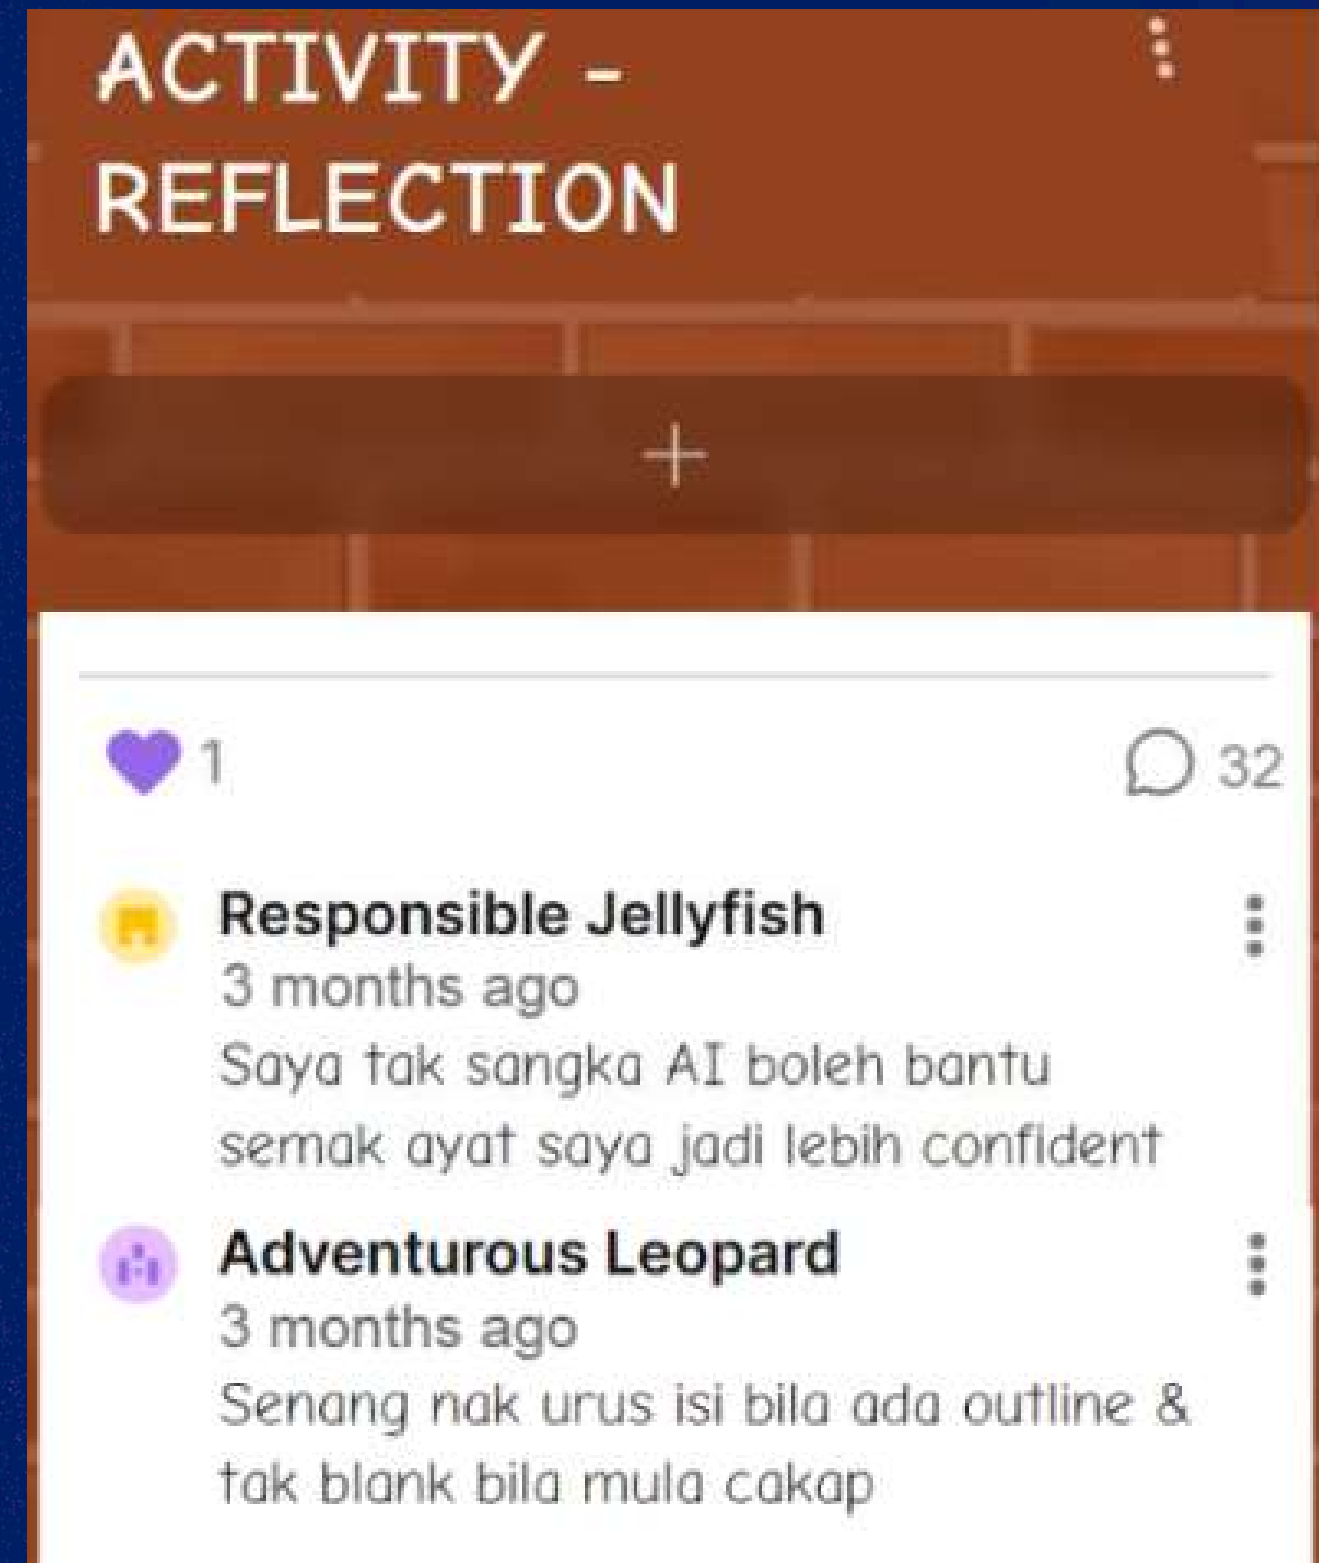 ACTIVITY -
REFLECTION
1
32
Responsible Jellyfish
3 months ago
Saya tak sangka AI boleh bantu
semak ayat saya jadi lebih confident
Adventurous Leopard
3 months ago
Senang nak urus isi bila ada outline &
tak blank bila mula cakap